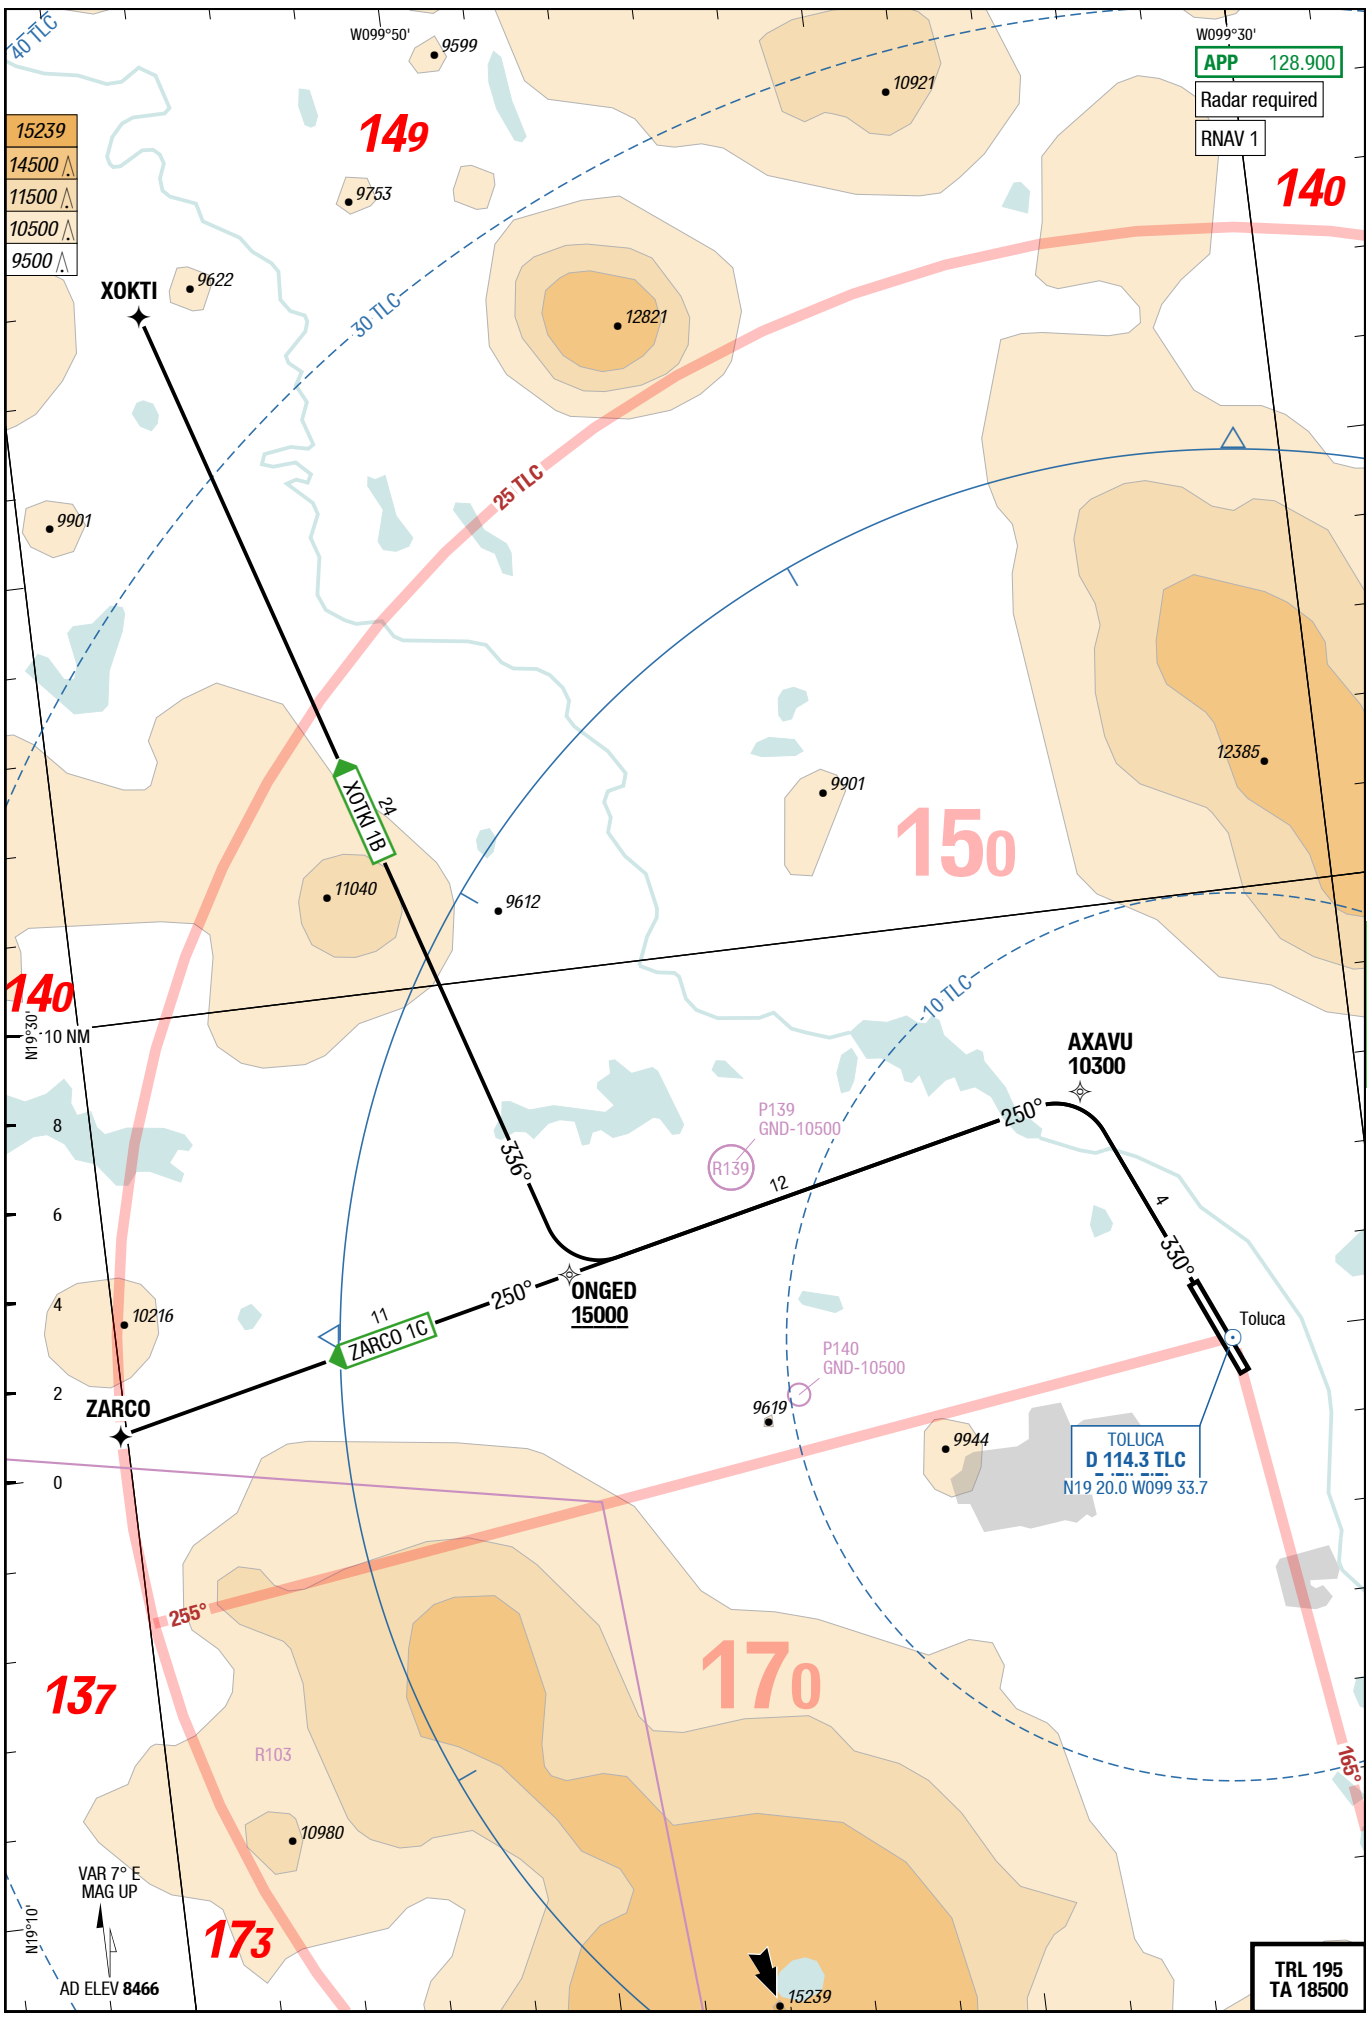 40 TLC
W099°50'
W099°30'
9599
APP 128.900
10921
Radar required
RNAV 1
149
15239
14500
11500
10500
9500
9753
140
9622
XOKTI
30 TLC
12821
25 TLC
9901
12385
9901
XOTKI 1B
24
150
11040
9612
140
10 TLC
N19°30'
10 NM
AXAVU
10300
250°
P139
GND-10500
R139
8
336°
12
4
6
330°
ONGED
15000
250°
4
10216
11
ZARCO 1C
Toluca
P140
GND-10500
2
ZARCO
9619
9944
TOLUCA
D 114.3 TLC
N19 20.0 W099 33.7
0
255°
170
137
R103
165°
10980
VAR 7° E
MAG UP
N19°10'
173
AD ELEV 8466
15239
TRL 195
TA 18500